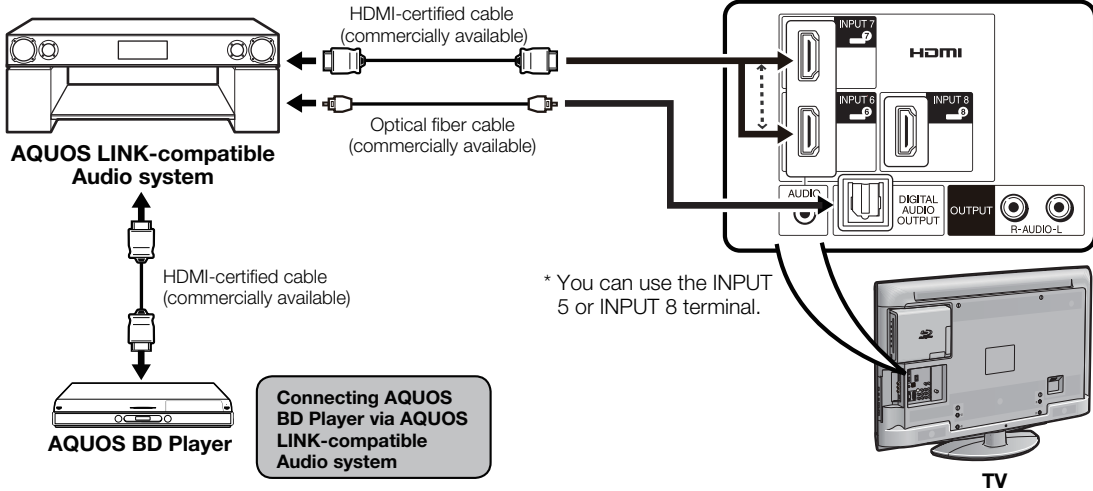 HDMI-certified cable
(commercially available)
Optical fiber cable
(commercially available)
AQUOS LINK-compatible
Audio system
HDMI-certified cable
(commercially available)
AQUOS BD Player
Connecting AQUOS
BD Player via AQUOS
LINK-compatible
Audio system
INPUT 7
7
HDMI
INPUT 6
6
INPUT 8
8
AUDIO
DIGITAL
AUDIO
OUTPUT
OUTPUT
R-AUDIO-L
* You can use the INPUT
5 or INPUT 8 terminal.
TV